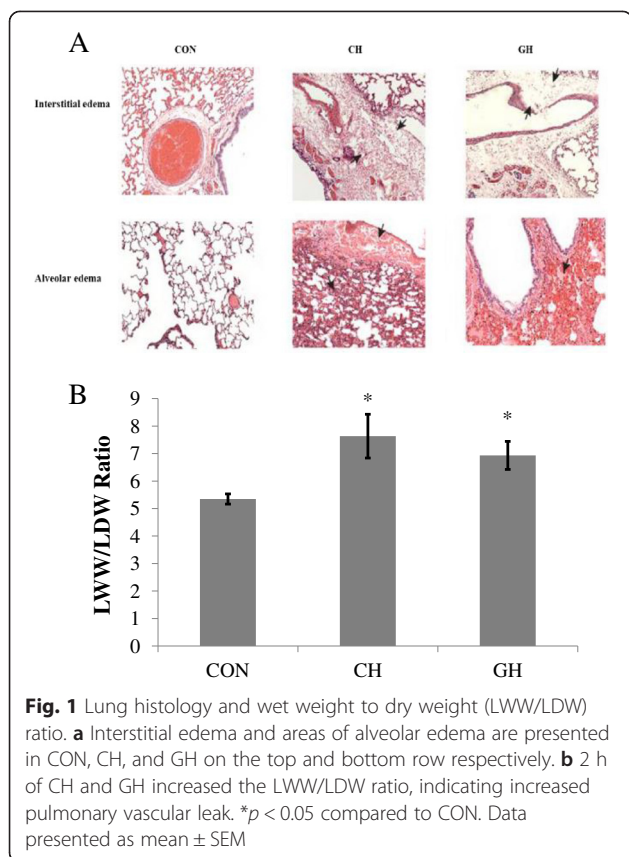 A
CON CH GH
Interstitial edema
Alveolar edema
B
9
8
7
6
5
4
3
2
1
0
LWW/LDW Ratio
* *
CON CH GH
Fig. 1 Lung histology and wet weight to dry weight (LWW/LDW)
ratio. a Interstitial edema and areas of alveolar edema are presented
in CON, CH, and GH on the top and bottom row respectively. b 2 h
of CH and GH increased the LWW/LDW ratio, indicating increased
pulmonary vascular leak. *p < 0.05 compared to CON. Data
presented as mean ± SEM